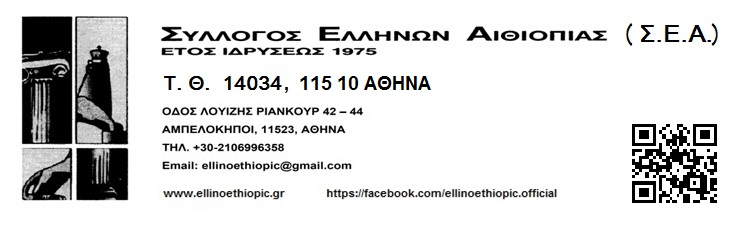 ΣΥΛΛΟΓΟΣ ΕΛΛΗΝΩΝ ΑΙΘΙΟΠΙΑΣ ( Σ.Ε.Α.)
ΕΤΟΣ ΙΔΡΥΣΕΩΣ 1975
Τ. Θ. 14034, 115 10 ΑΘΗΝΑ
ΟΔΟΣ ΛΟΥΙΖΗΣ ΡΙΑΝΚΟΥΡ 42 – 44
ΑΜΠΕΛΟΚΗΠΟΙ, 11523, ΑΘΗΝΑ
ΤΗΛ. +30-2106996358
Email: ellinoethiopic@gmail.com
www.ellinoethiopic.gr https://facebook.com/ellinoethiopic.official